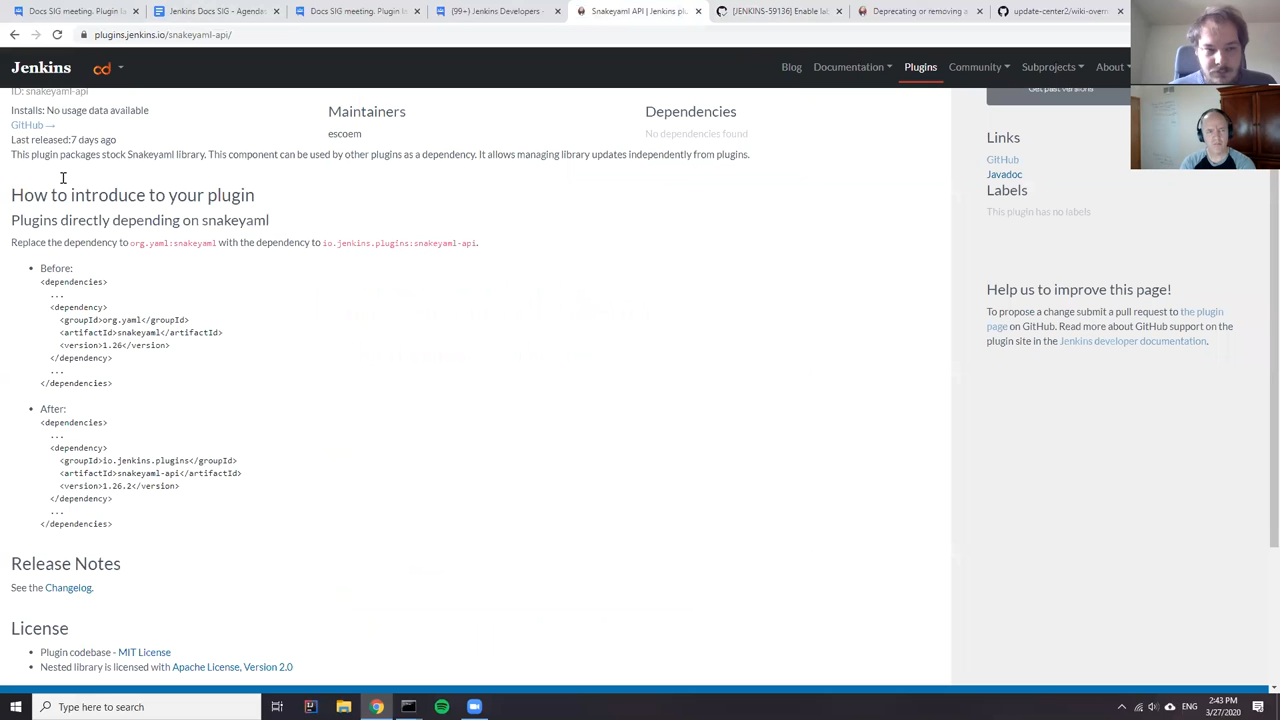 Docs SIG Meeting. Plugin
Jenkins Docs SIG - Agendas
Docs SIG meeting. Plugin
(99+) Jenkins Developers -
Snakeyaml API | Jenkins plu
[JENKINS-59136] Enable lab
Deprecating or removing a
update-center2/wiki-overr
plugins.jenkins.io/snakeyaml-api/
Jenkins
Blog Documentation Plugins Community Subprojects About
ID: snakeyaml-api
Installs: No usage data available
GitHub →
Last released:7 days ago
Maintainers
escoem
Dependencies
No dependencies found
This plugin packages stock Snakeyaml library. This component can be used by other plugins as a dependency. It allows managing library updates independently from plugins.
How to introduce to your plugin
Plugins directly depending on snakeyaml
Replace the dependency to org.yaml:snakeyaml with the dependency to io.jenkins.plugins:snakeyaml-api.
Before:
<dependencies>
...
<dependency>
<groupId>org.yaml</groupId>
<artifactId>snakeyaml</artifactId>
<version>1.26</version>
</dependency>
...
</dependencies>
After:
<dependencies>
...
<dependency>
<groupId>io.jenkins.plugins</groupId>
<artifactId>snakeyaml-api</artifactId>
<version>1.26.2</version>
</dependency>
...
</dependencies>
Release Notes
See the Changelog.
License
Plugin codebase - MIT License
Nested library is licensed with Apache License, Version 2.0
Get past versions
Links
GitHub
Javadoc
Labels
This plugin has no labels
Help us to improve this page!
To propose a change submit a pull request to the plugin
page on GitHub. Read more about GitHub support on the
plugin site in the Jenkins developer documentation.
Type here to search
ENG
2:43 PM
3/27/2020